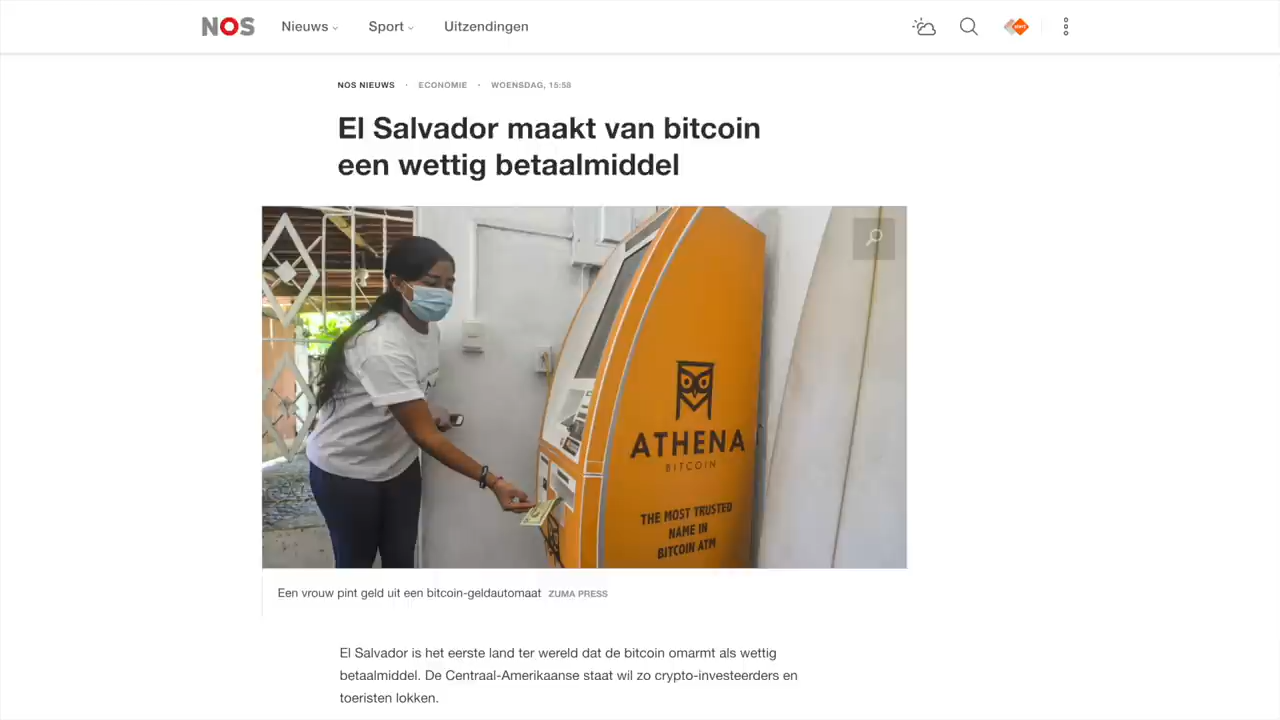 NOS Nieuws Sport Uitzendingen
NOS NIEUWS · ECONOMIE · WOENSDAG, 15:58
El Salvador maakt van bitcoin
een wettig betaalmiddel
ATHENA
BITCOIN
THE MOST TRUSTED
NAME IN
BITCOIN ATM
Een vrouw pint geld uit een bitcoin-geldautomaat ZUMA PRESS
El Salvador is het eerste land ter wereld dat de bitcoin omarmt als wettig
betaalmiddel. De Centraal-Amerikaanse staat wil zo crypto-investeerders en
toeristen lokken.